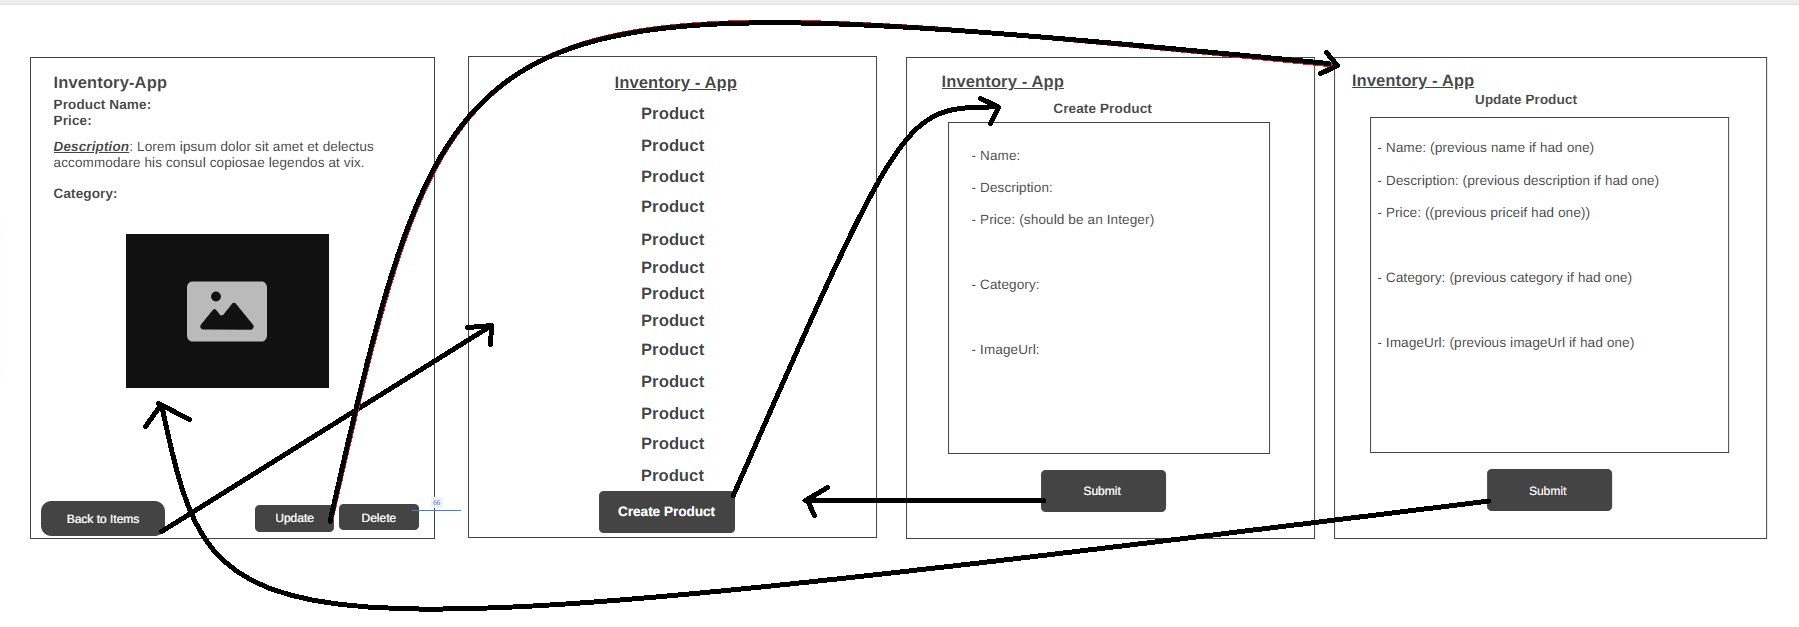 Inventory-App
Product Name:
Price:
Description: Lorem ipsum dolor sit amet et delectus
accommodare his consul copiosae legendos at vix.
Category:
Back to Items
Update
Delete
66
Inventory - App
Product
Product
Product
Product
Product
Product
Product
Product
Product
Product
Product
Product
Product
Create Product
Inventory - App
Create Product
- Name:
- Description:
- Price: (should be an Integer)
- Category:
- ImageUrl:
Submit
Inventory - App
Update Product
- Name: (previous name if had one)
- Description: (previous description if had one)
- Price: ((previous priceif had one))
- Category: (previous category if had one)
- ImageUrl: (previous imageUrl if had one)
Submit